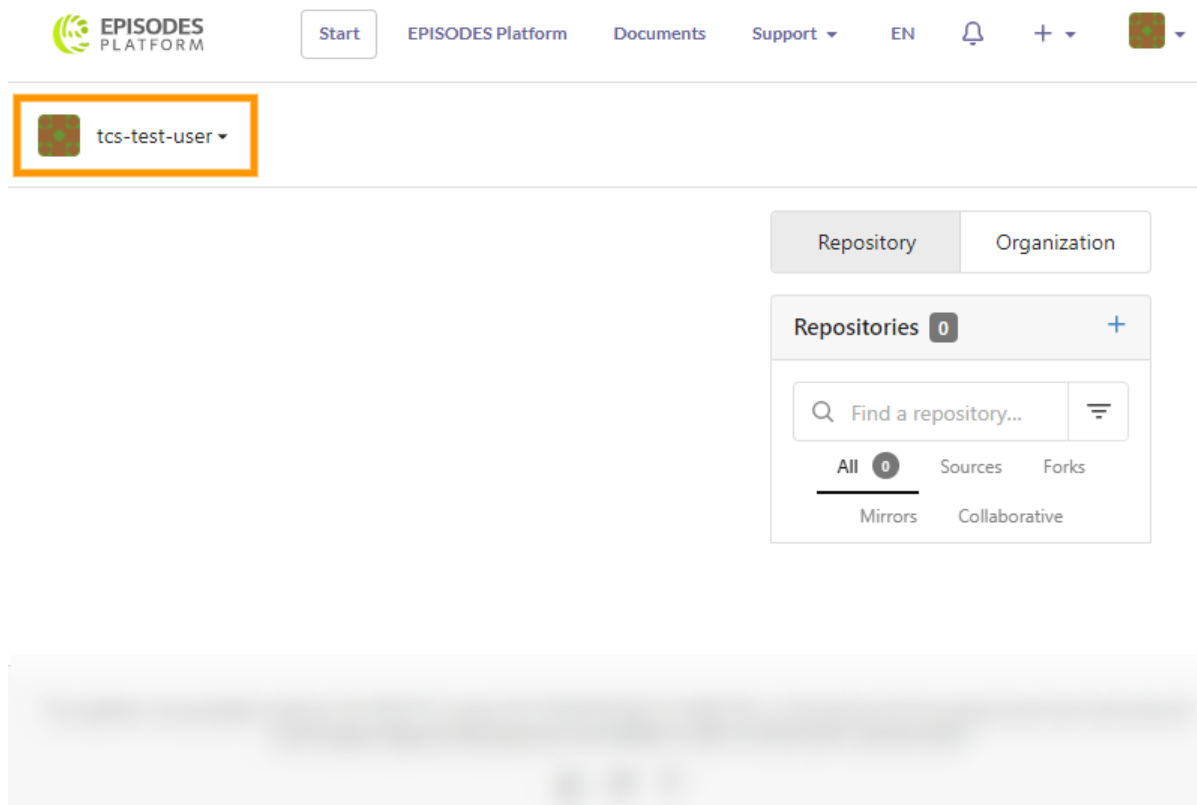 EPISODES
PLATFORM
Start EPISODES Platform Documents Support EN
tcs-test-user
Repository Organization
Repositories 0
Find a repository...
All 0 Sources Forks
Mirrors Collaborative